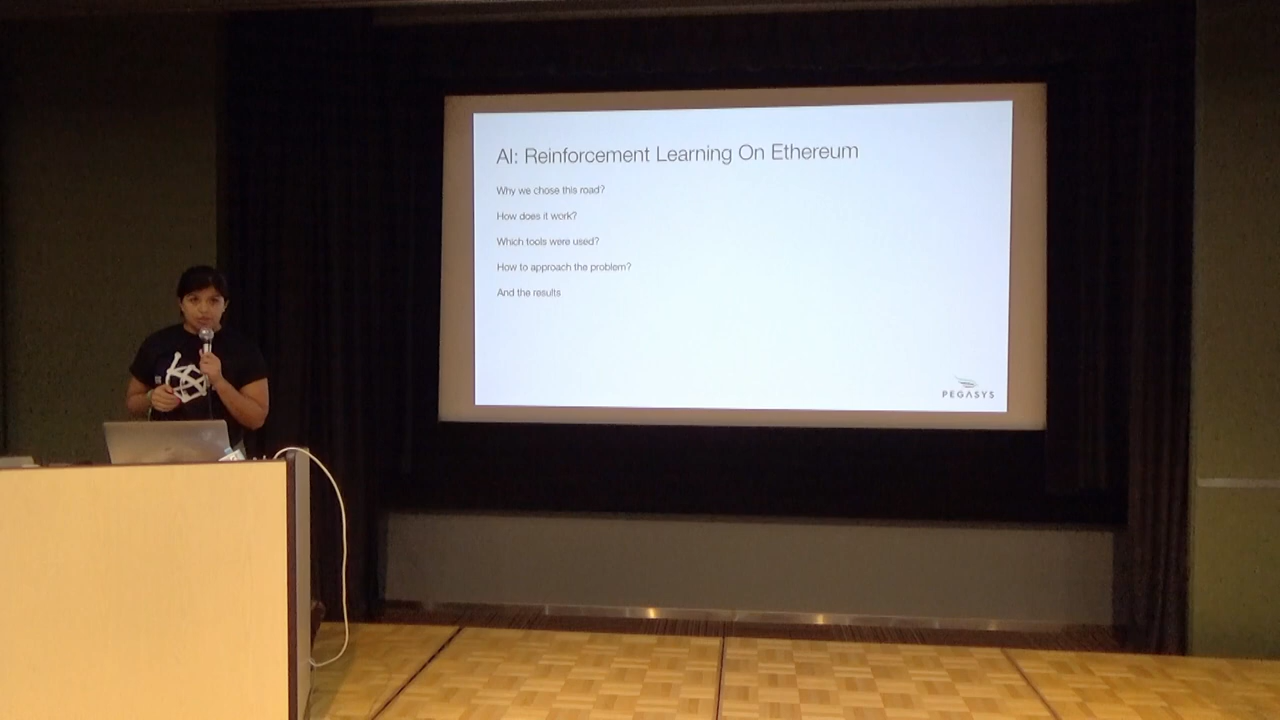 AI: Reinforcement Learning On Ethereum
Why we chose this road?
How does it work?
Which tools were used?
How to approach the problem?
And the results
PEGASYS